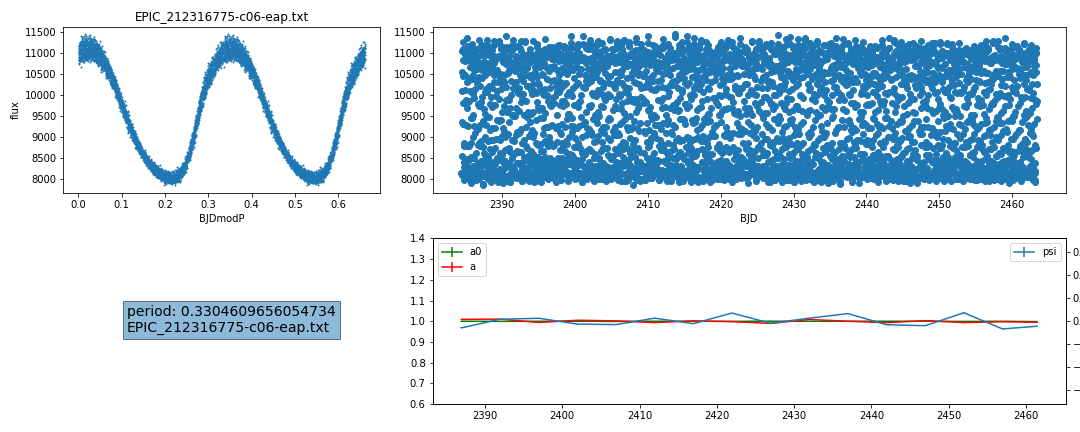 EPIC_212316775-c06-eap.txt
11500
11000
10500
10000
9500
9000
8500
8000
flux
0.0 0.1 0.2 0.3 0.4 0.5 0.6
BJDmodP
11500
11000
10500
10000
9500
9000
8500
8000
2390 2400 2410 2420 2430 2440 2450 2460
BJD
period: 0.3304609656054734
EPIC_212316775-c06-eap.txt
1.4
1.3
1.2
1.1
1.0
0.9
0.8
0.7
0.6
a0
a
psi
2390 2400 2410 2420 2430 2440 2450 2460